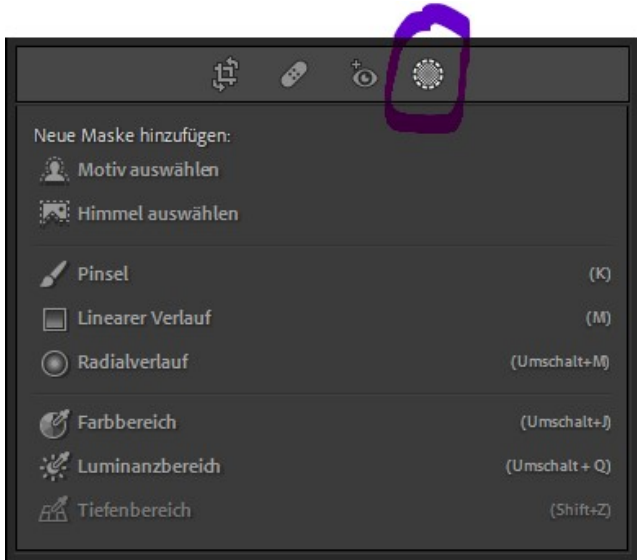 Neue Maske hinzufügen:
Motiv auswählen
Himmel auswählen
Pinsel (K)
Linearer Verlauf (M)
Radialverlauf (Umschalt+M)
Farbbereich (Umschalt+J)
Luminanzbereich (Umschalt + Q)
Tiefenbereich (Shift+Z)